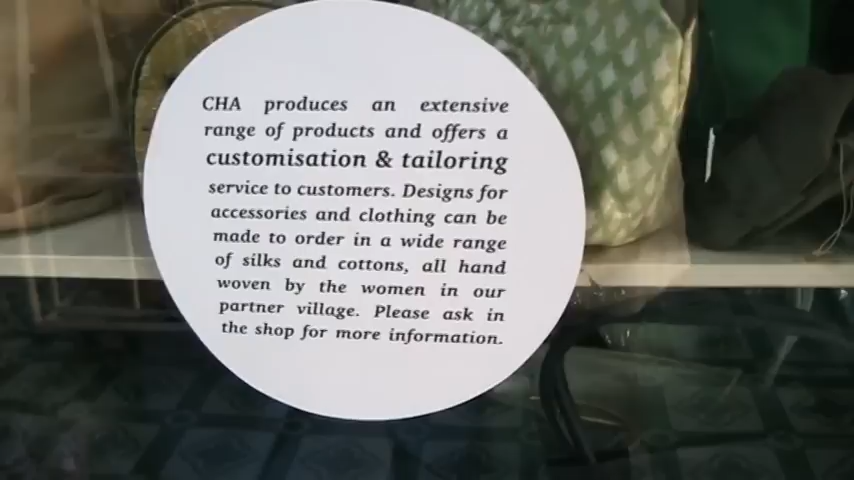 CHA produces an extensive
range of products and offers a
customisation & tailoring
service to customers. Designs for
accessories and clothing can be
made to order in a wide range
of silks and cottons, all hand
woven by the women in our
partner village. Please ask in
the shop for more information.